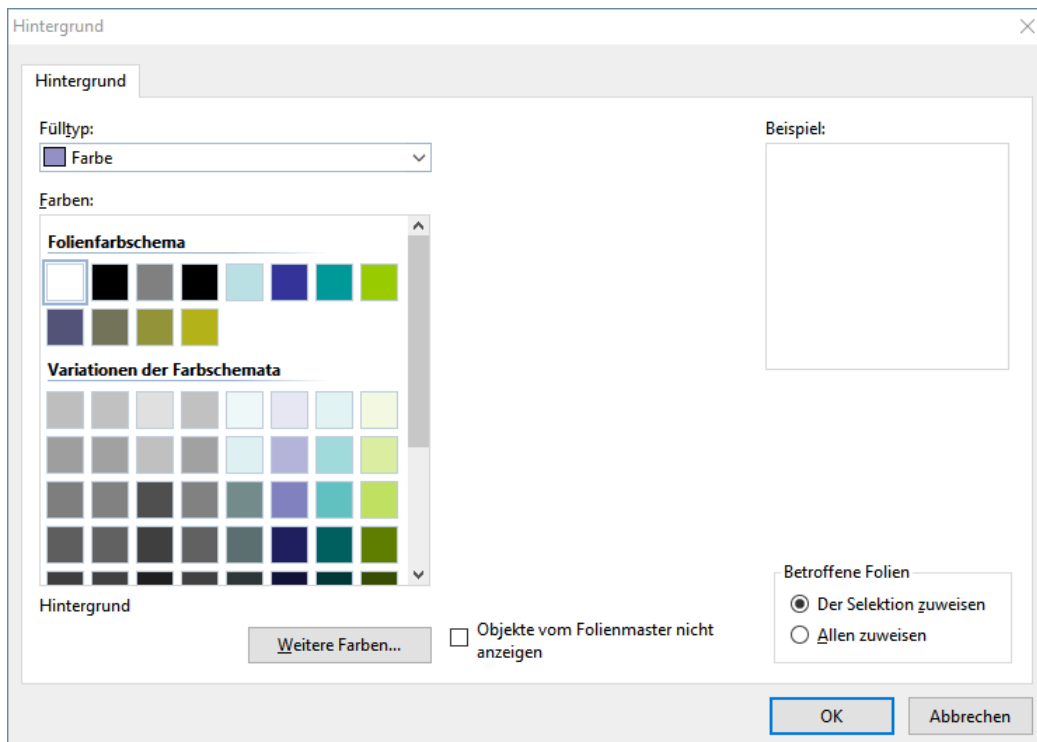 Hintergrund
Hintergrund
Fülltyp:
Farbe
Farben:
Folienfarbschema
Variationen der Farbschemata
Hintergrund
Weitere Farben...
Objekte vom Folienmaster nicht
anzeigen
Beispiel:
Betroffene Folien
Der Selektion zuweisen
Allen zuweisen
OK
Abbrechen